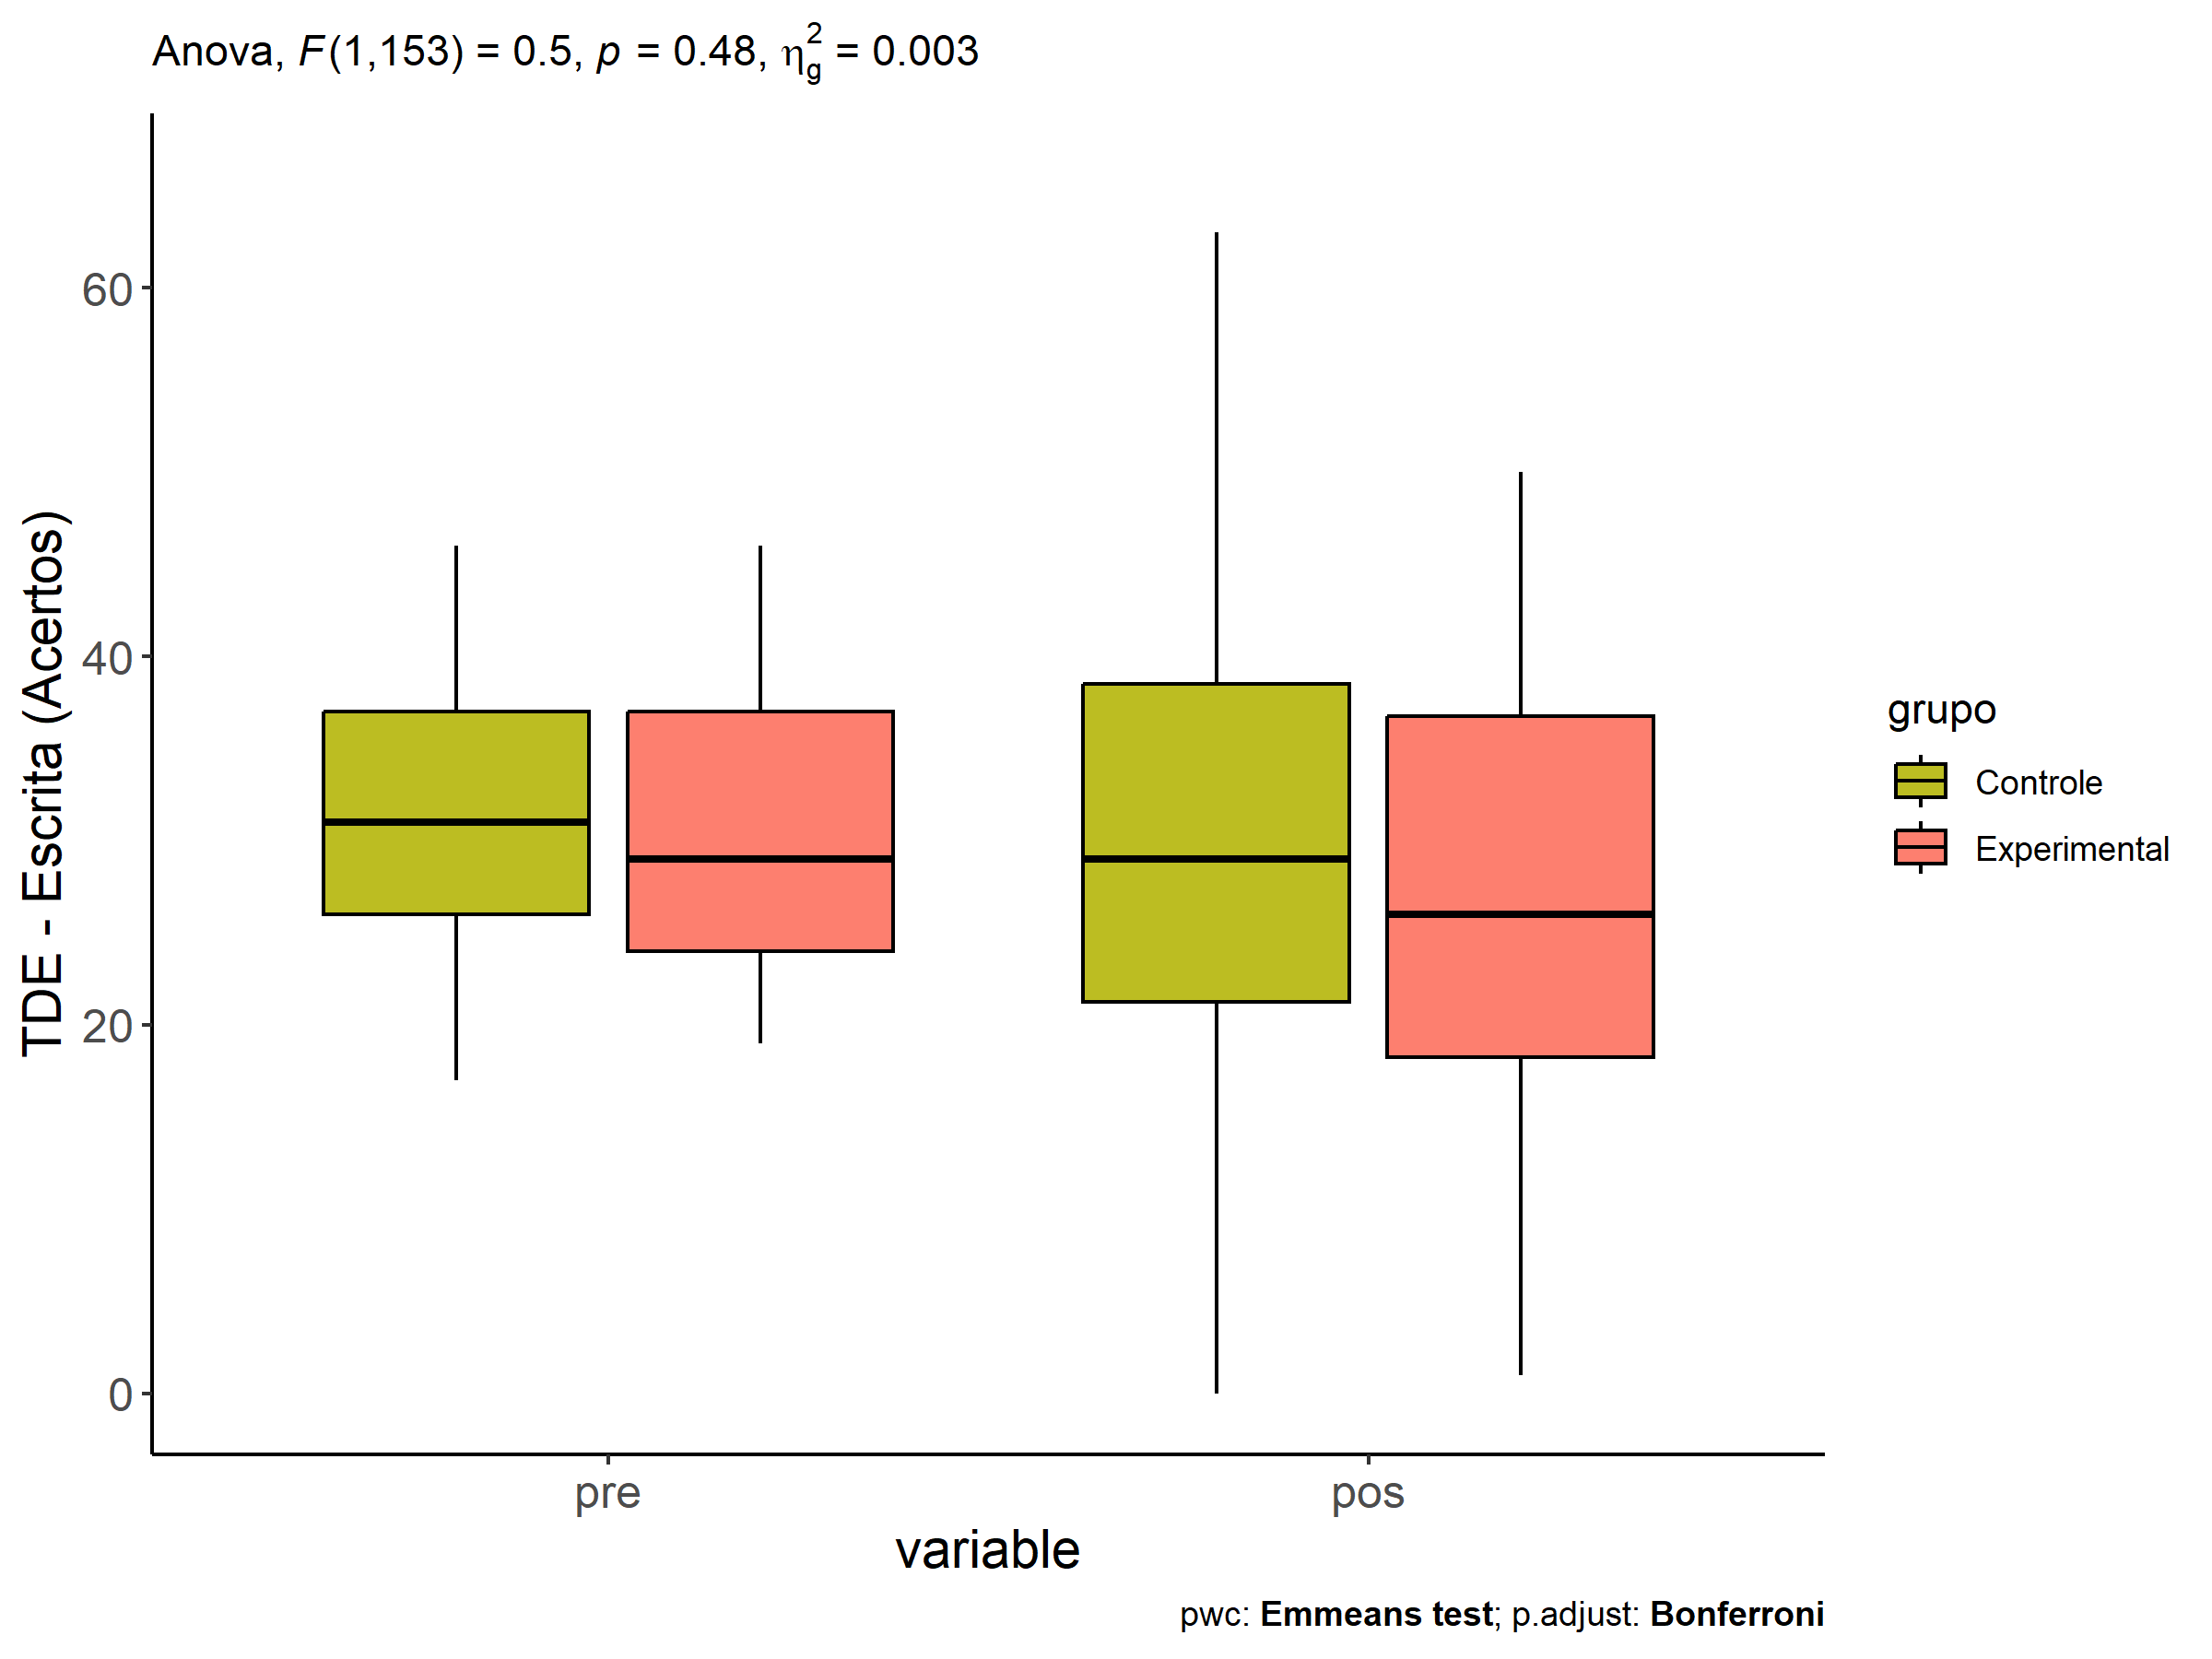 Anova, F(1,153) = 0.5, p = 0.48, η²g = 0.003
TDE - Escrita (Acertos)
60
40
20
0
pre
pos
variable
grupo
Controle
Experimental
pwc: Emmeans test; p.adjust: Bonferroni